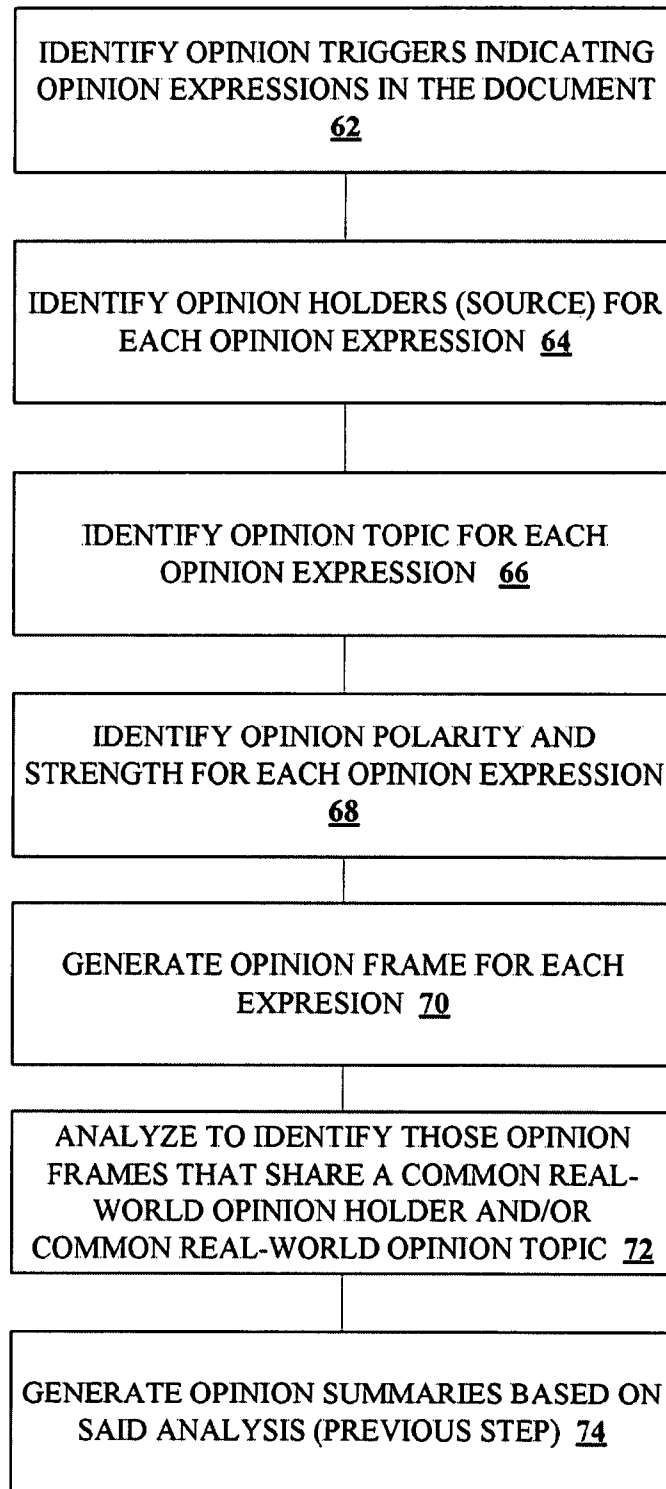 IDENTIFY OPINION TRIGGERS INDICATING
OPINION EXPRESSIONS IN THE DOCUMENT
62
IDENTIFY OPINION HOLDERS (SOURCE) FOR
EACH OPINION EXPRESSION 64
IDENTIFY OPINION TOPIC FOR EACH
OPINION EXPRESSION 66
IDENTIFY OPINION POLARITY AND
STRENGTH FOR EACH OPINION EXPRESSION
68
GENERATE OPINION FRAME FOR EACH
EXPRESION 70
ANALYZE TO IDENTIFY THOSE OPINION
FRAMES THAT SHARE A COMMON REAL-
WORLD OPINION HOLDER AND/OR
COMMON REAL-WORLD OPINION TOPIC 72
GENERATE OPINION SUMMARIES BASED ON
SAID ANALYSIS (PREVIOUS STEP) 74